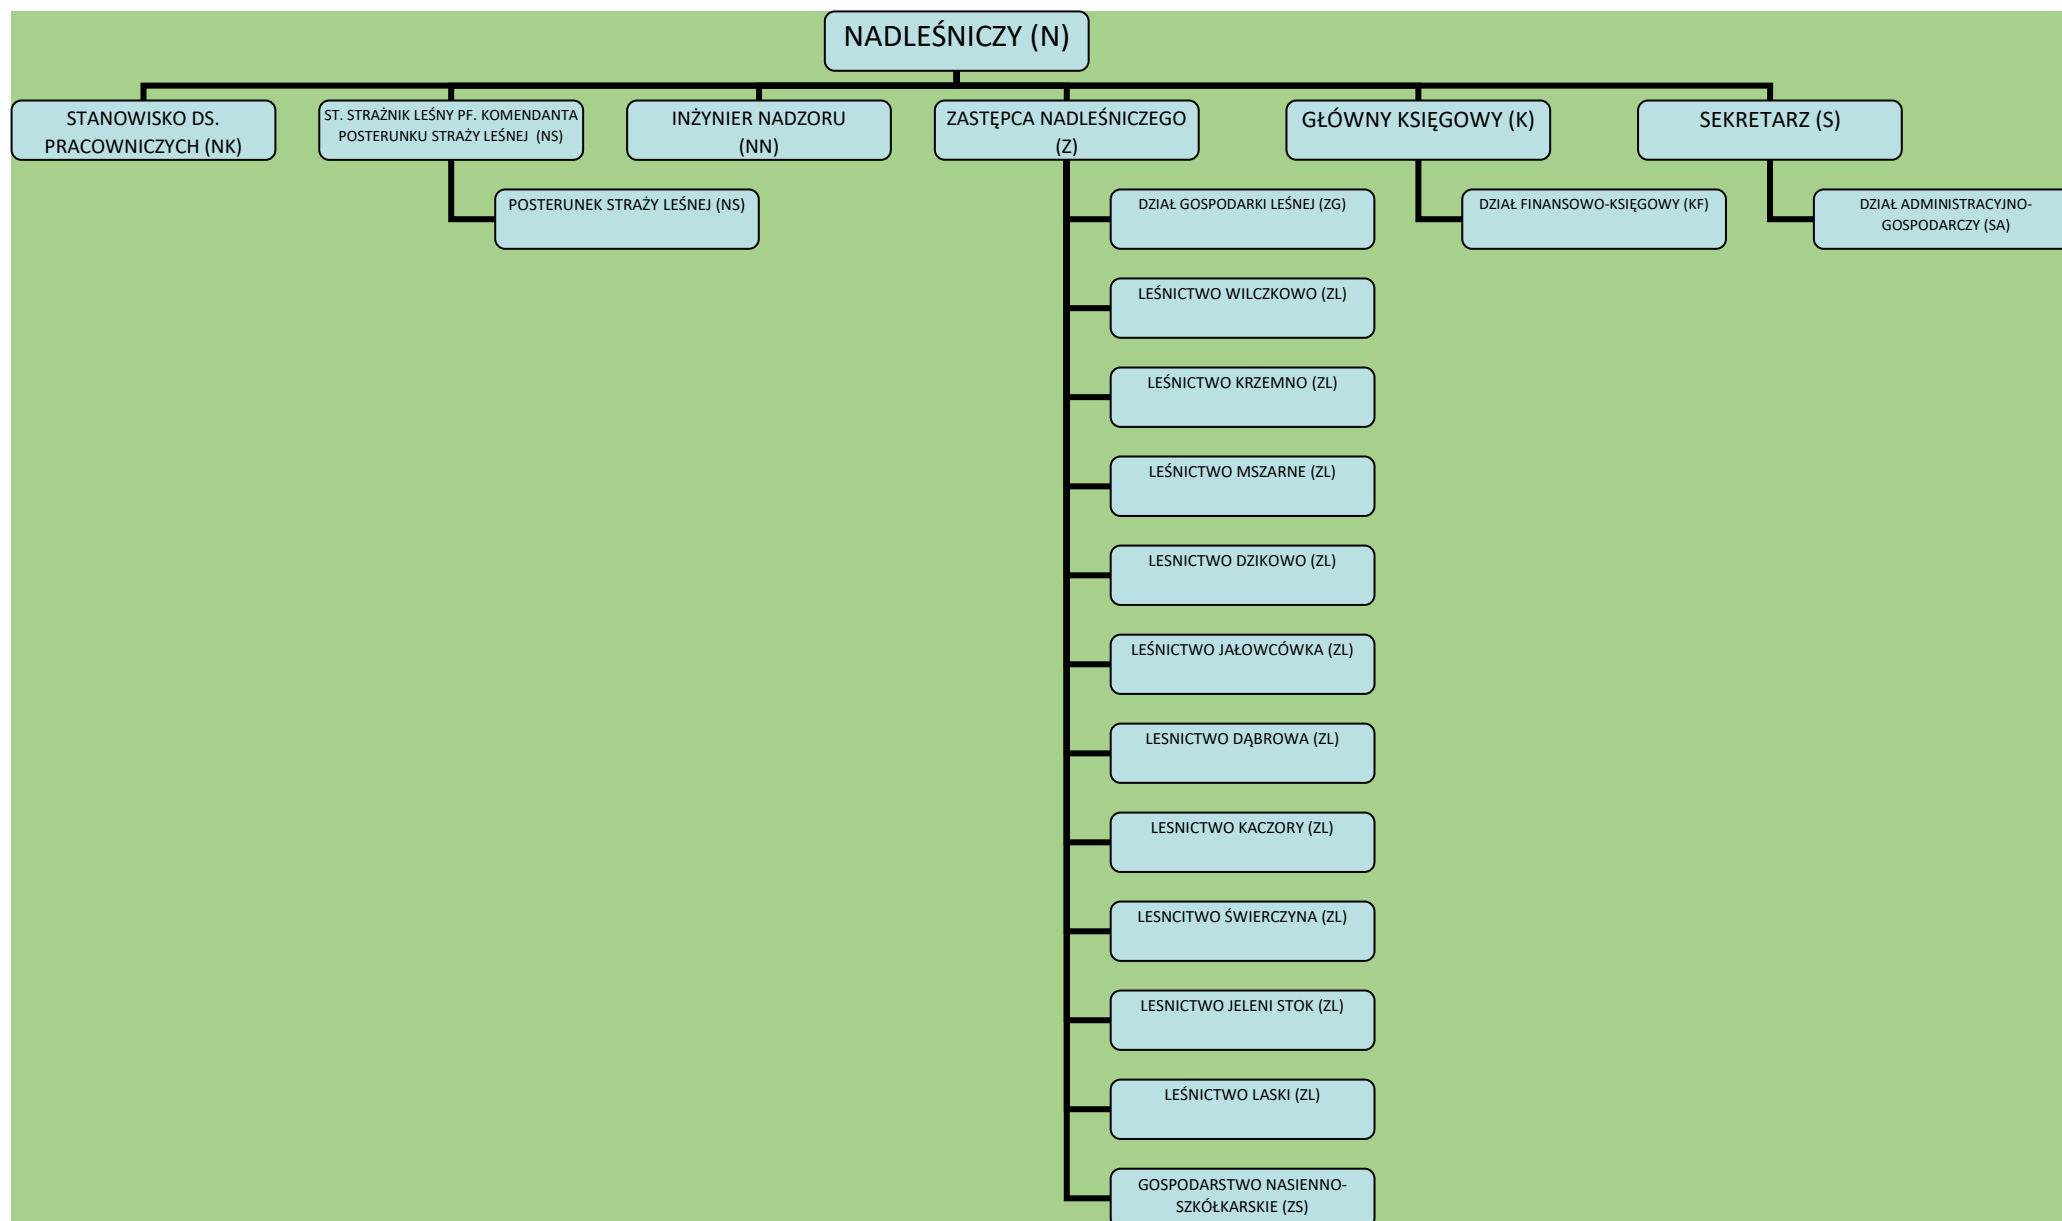 NADLEŚNICZY (N)
STANOWISKO DS.
PRACOWNICZYCH (NK)
ST. STRAŻNIK LEŚNY PF. KOMENDANTA
POSTERUNKU STRAŻY LEŚNEJ (NS)
INŻYNIER NADZORU
(NN)
ZASTĘPCA NADLEŚNICZEGO
(Z)
GŁÓWNY KSIĘGOWY (K)
SEKRETARZ (S)
POSTERUNEK STRAŻY LEŚNEJ (NS)
DZIAŁ GOSPODARKI LEŚNEJ (ZG)
DZIAŁ FINANSOWO-KSIĘGOWY (KF)
DZIAŁ ADMINISTRACYJNO-
GOSPODARCZY (SA)
LEŚNICTWO WILCZKOWO (ZL)
LEŚNICTWO KRZEMNO (ZL)
LEŚNICTWO MSZARNE (ZL)
LESNICTWO DZIKOWO (ZL)
LEŚNICTWO JAŁOWCÓWKA (ZL)
LESNICTWO DĄBROWA (ZL)
LESNICTWO KACZORY (ZL)
LESNCITWO ŚWIERCZYNA (ZL)
LESNICTWO JELENI STOK (ZL)
LEŚNICTWO LASKI (ZL)
GOSPODARSTWO NASIENNO-
SZKÓŁKARSKIE (ZS)